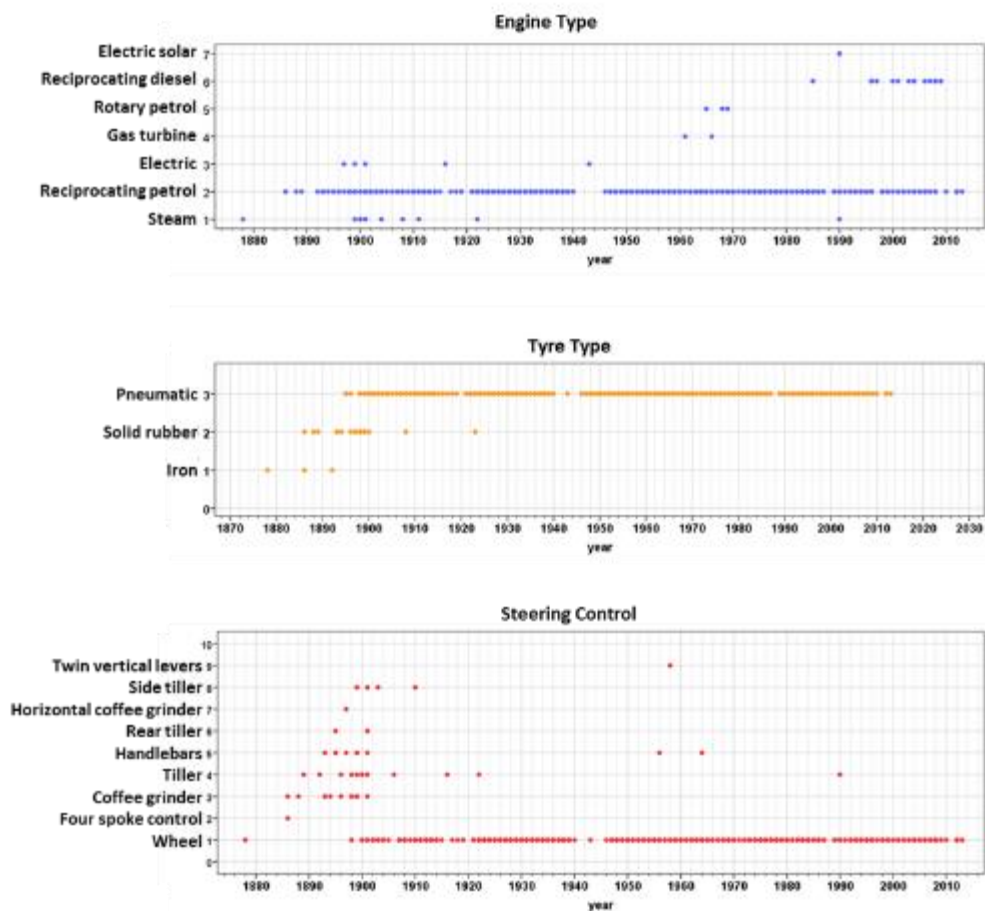 Engine Type
Electric solar 7
Reciprocating diesel 6
Rotary petrol 5
Gas turbine 4
Electric 3
Reciprocating petrol 2
Steam 1
1880 1890 1900 1910 1920 1930 1940 1950 1960 1970 1980 1990 2000 2010
year
Tyre Type
Pneumatic 3
Solid rubber 2
Iron 1
0
1870 1880 1890 1900 1910 1920 1930 1940 1950 1960 1970 1980 1990 2000 2010 2020 2030
year
Steering Control
10
Twin vertical levers 9
Side tiller 8
Horizontal coffee grinder 7
Rear tiller 6
Handlebars 5
Tiller 4
Coffee grinder 3
Four spoke control 2
Wheel 1
0
1880 1890 1900 1910 1920 1930 1940 1950 1960 1970 1980 1990 2000 2010
year